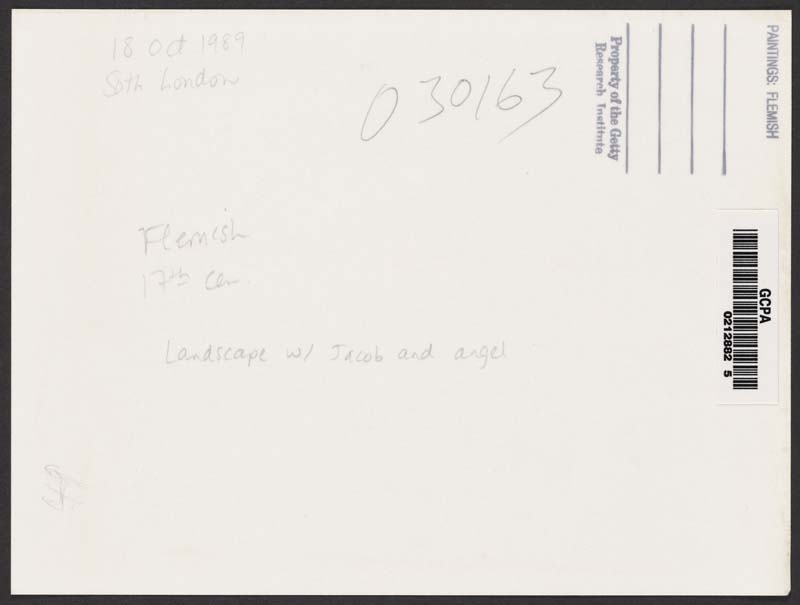 18 Oct 1989
Soth London
030163
Property of the Getty
Research Institute
PAINTINGS: FLEMISH
Flemish
17th Cen
Landscape w/ Jacob and angel
GCPA
0212882 5